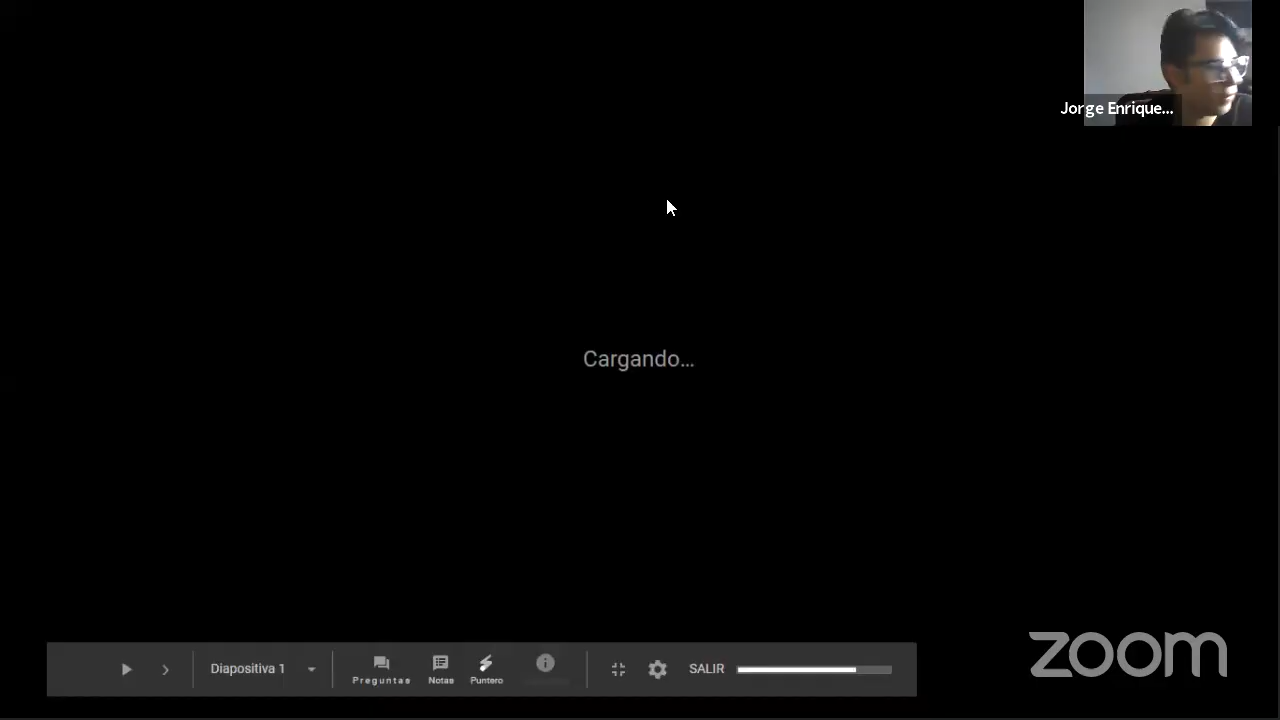 Jorge Enrique...
Cargando...
Diapositiva 1
Preguntas
Notas
Puntero
SALIR
zoom